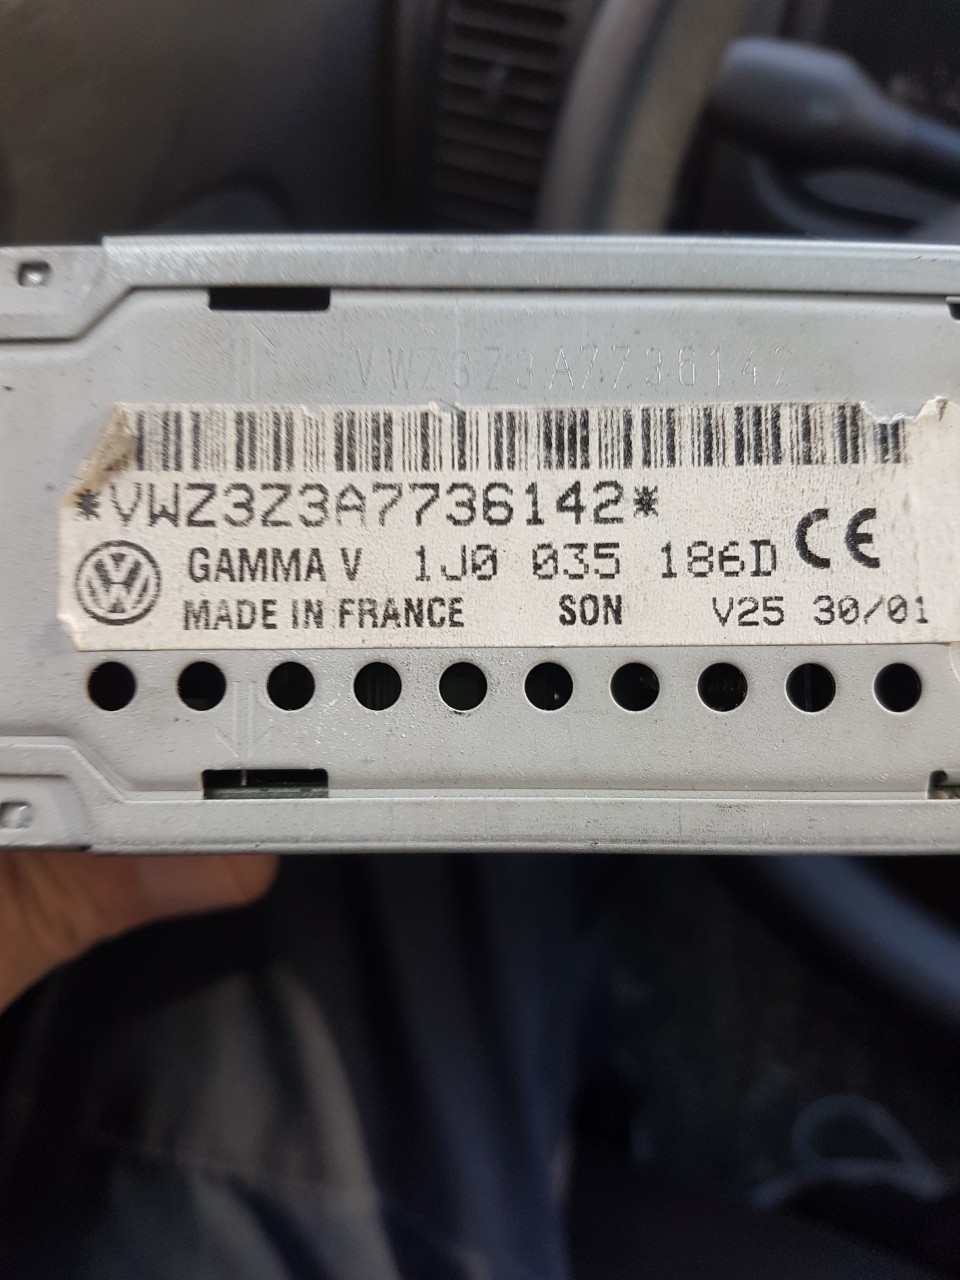 VWZ3Z3A7736142
*VWZ3Z3A7736142*
GAMMA V 1J0 035 186D CE
MADE IN FRANCE SON V25 30/01